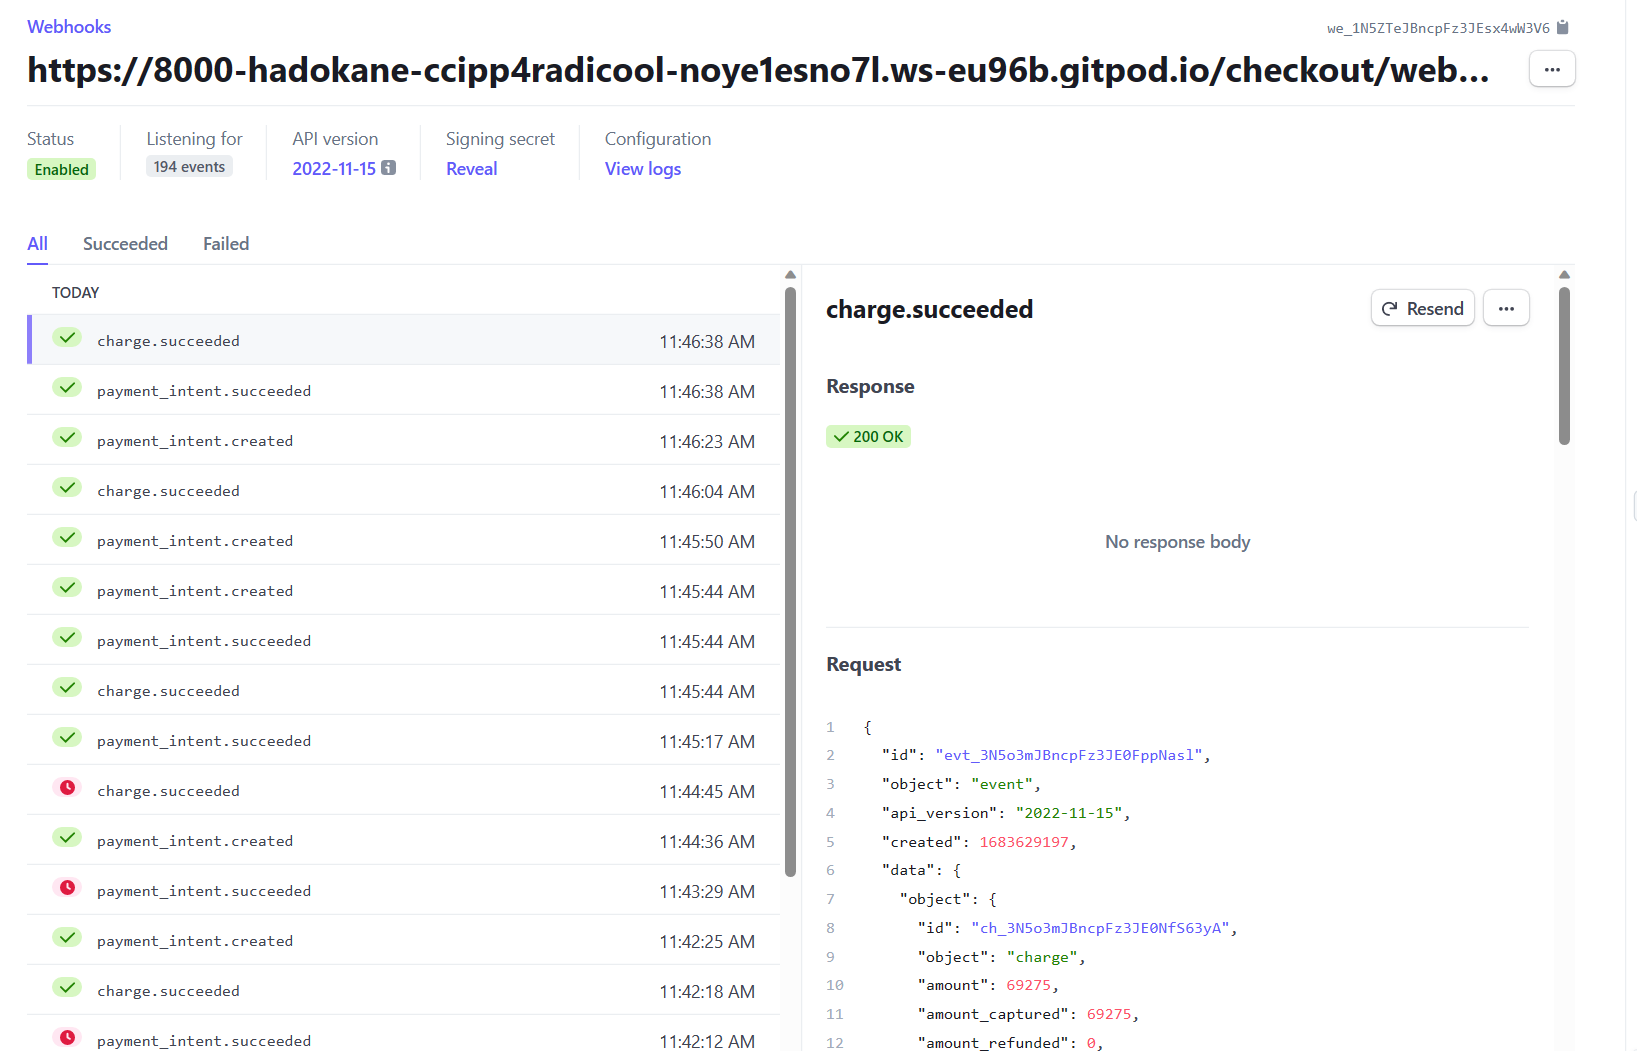 Webhooks
we_1N5ZTeJBncpFz3JEsx4wW3V6
https://8000-hadokane-ccipp4radicool-noye1esno7l.ws-eu96b.gitpod.io/checkout/web...
Status
Listening for
API version
Signing secret
Configuration
Enabled
194 events
2022-11-15
Reveal
View logs
All
Succeeded
Failed
TODAY
charge.succeeded 11:46:38 AM
payment_intent.succeeded 11:46:38 AM
payment_intent.created 11:46:23 AM
charge.succeeded 11:46:04 AM
payment_intent.created 11:45:50 AM
payment_intent.created 11:45:44 AM
payment_intent.succeeded 11:45:44 AM
charge.succeeded 11:45:44 AM
payment_intent.succeeded 11:45:17 AM
charge.succeeded 11:44:45 AM
payment_intent.created 11:44:36 AM
payment_intent.succeeded 11:43:29 AM
payment_intent.created 11:42:25 AM
charge.succeeded 11:42:18 AM
payment_intent.succeeded 11:42:12 AM
charge.succeeded
Resend
Response
200 OK
No response body
Request
1 {
2 "id": "evt_3N5o3mJBncpFz3JE0FppNasl",
3 "object": "event",
4 "api_version": "2022-11-15",
5 "created": 1683629197,
6 "data": {
7 "object": {
8 "id": "ch_3N5o3mJBncpFz3JE0NfS63yA",
9 "object": "charge",
10 "amount": 69275,
11 "amount_captured": 69275,
12 "amount_refunded": 0,